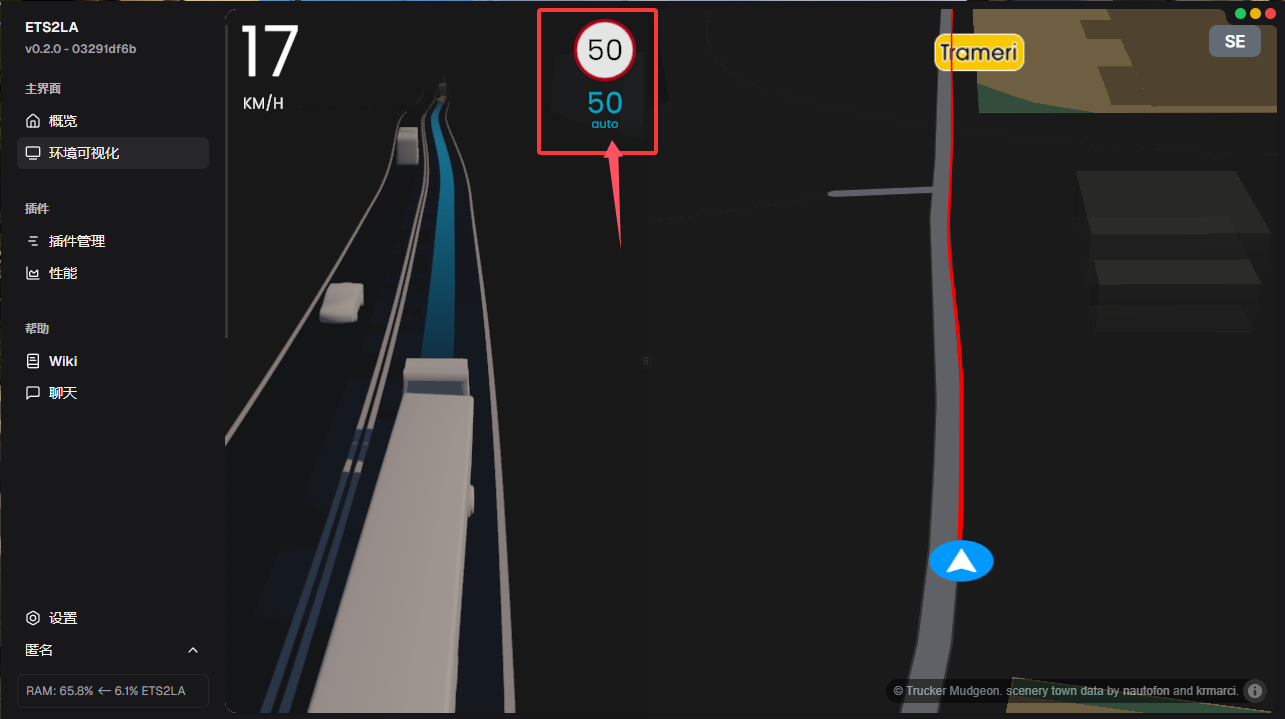 ETS2LA
v0.2.0 - 03291df6b
主界面
概览
环境可视化
插件
插件管理
性能
帮助
Wiki
聊天
设置
匿名
RAM: 65.8% ← 6.1% ETS2LA
17
KM/H
50
50
auto
Trameri
SE
© Trucker Mudgeon. scenery town data by nautofon and krmarci.